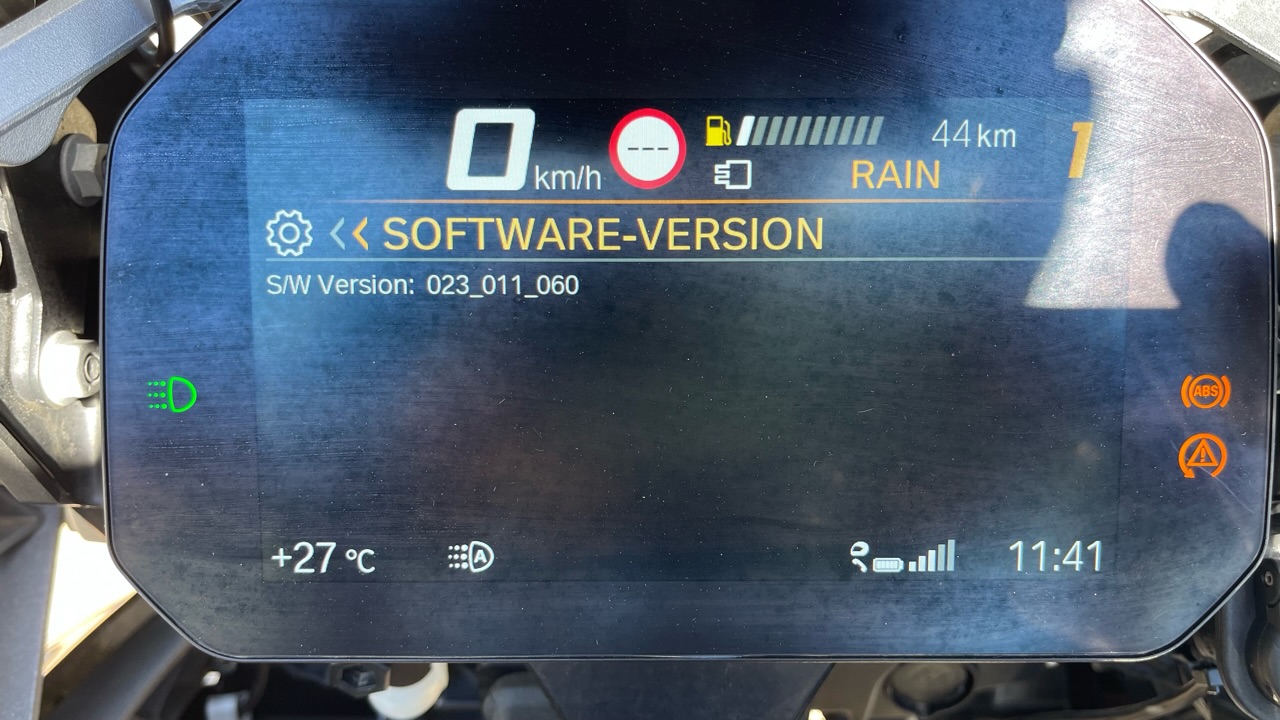 0 km/h --- 44 km 1
RAIN
SOFTWARE-VERSION
S/W Version: 023_011_060
ABS
+27 °C A 11:41